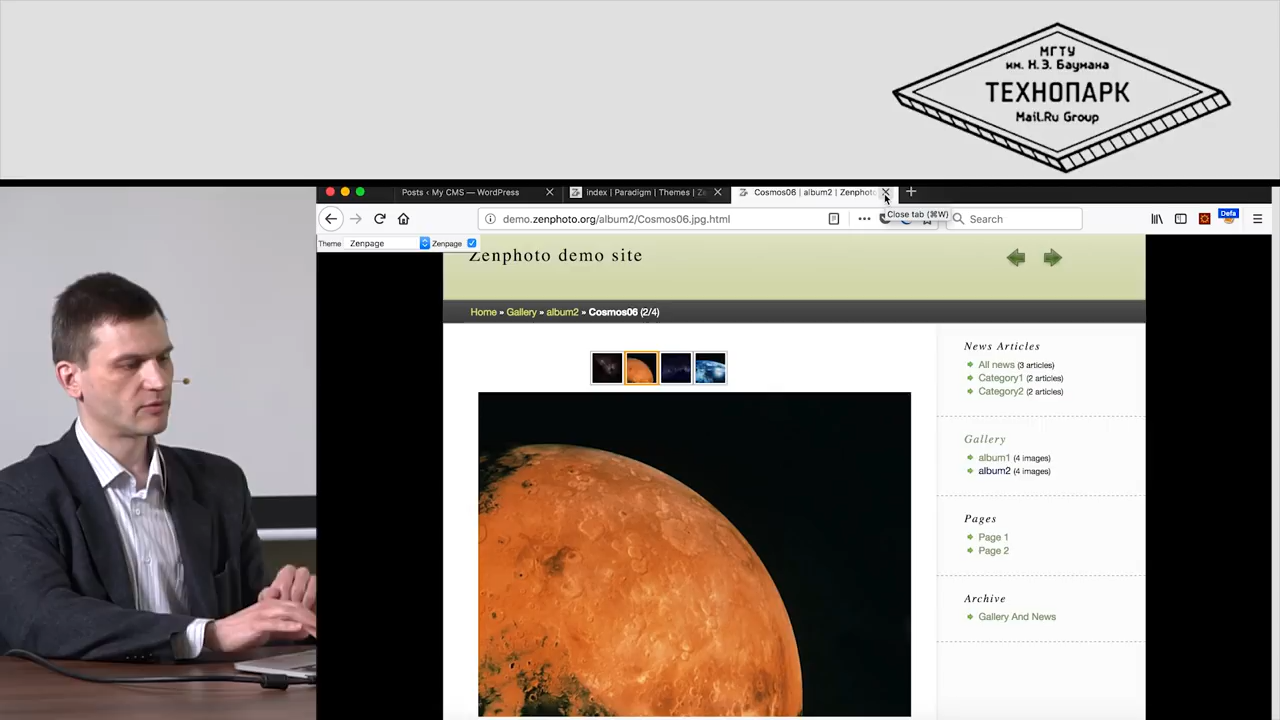 МГТУ
им. Н.Э. Баумана
ТЕХНОПАРК
Mail.Ru Group
Posts ‹ My CMS — WordPress
Index | Paradigm | Themes | Ze
Cosmos06 | album2 | Zenphoto
demo.zenphoto.org/album2/Cosmos06.jpg.html
Close tab (⌘W)
Search
Defa
Theme Zenpage Zenpage
Zenphoto demo site
Home » Gallery » album2 » Cosmos06 (2/4)
News Articles
All news (3 articles)
Category1 (2 articles)
Category2 (2 articles)
Gallery
album1 (4 images)
album2 (4 images)
Pages
Page 1
Page 2
Archive
Gallery And News